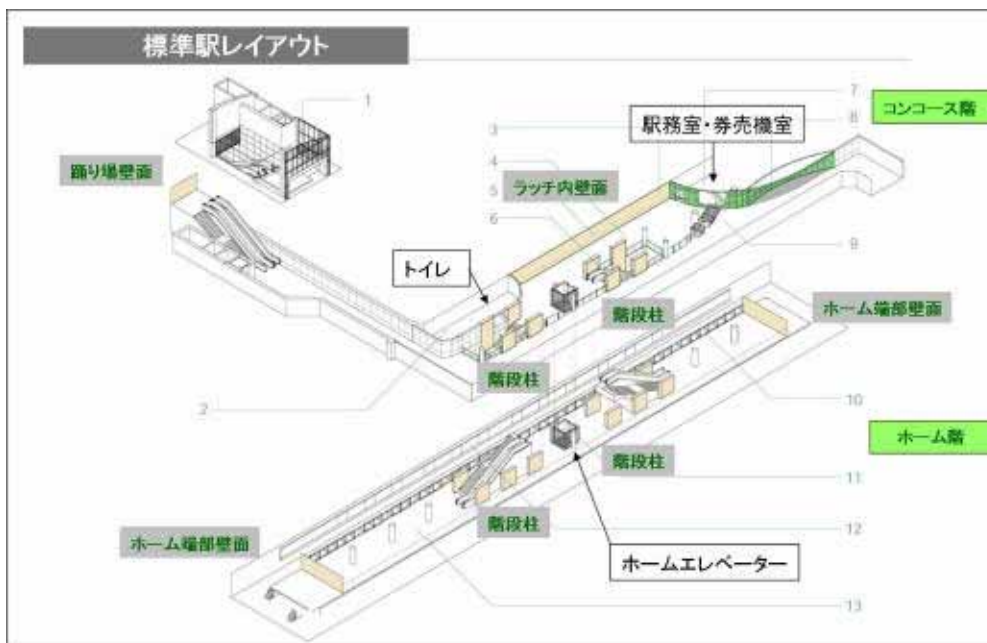 標準駅レイアウト
1
7
コンコース階
3
駅務室・券売機室
8
踊り場壁面
4
ラッチ内壁面
5
6
9
トイレ
階段柱
ホーム端部壁面
階段柱
2
10
ホーム階
階段柱
11
階段柱
12
ホーム端部壁面
ホームエレベーター
13